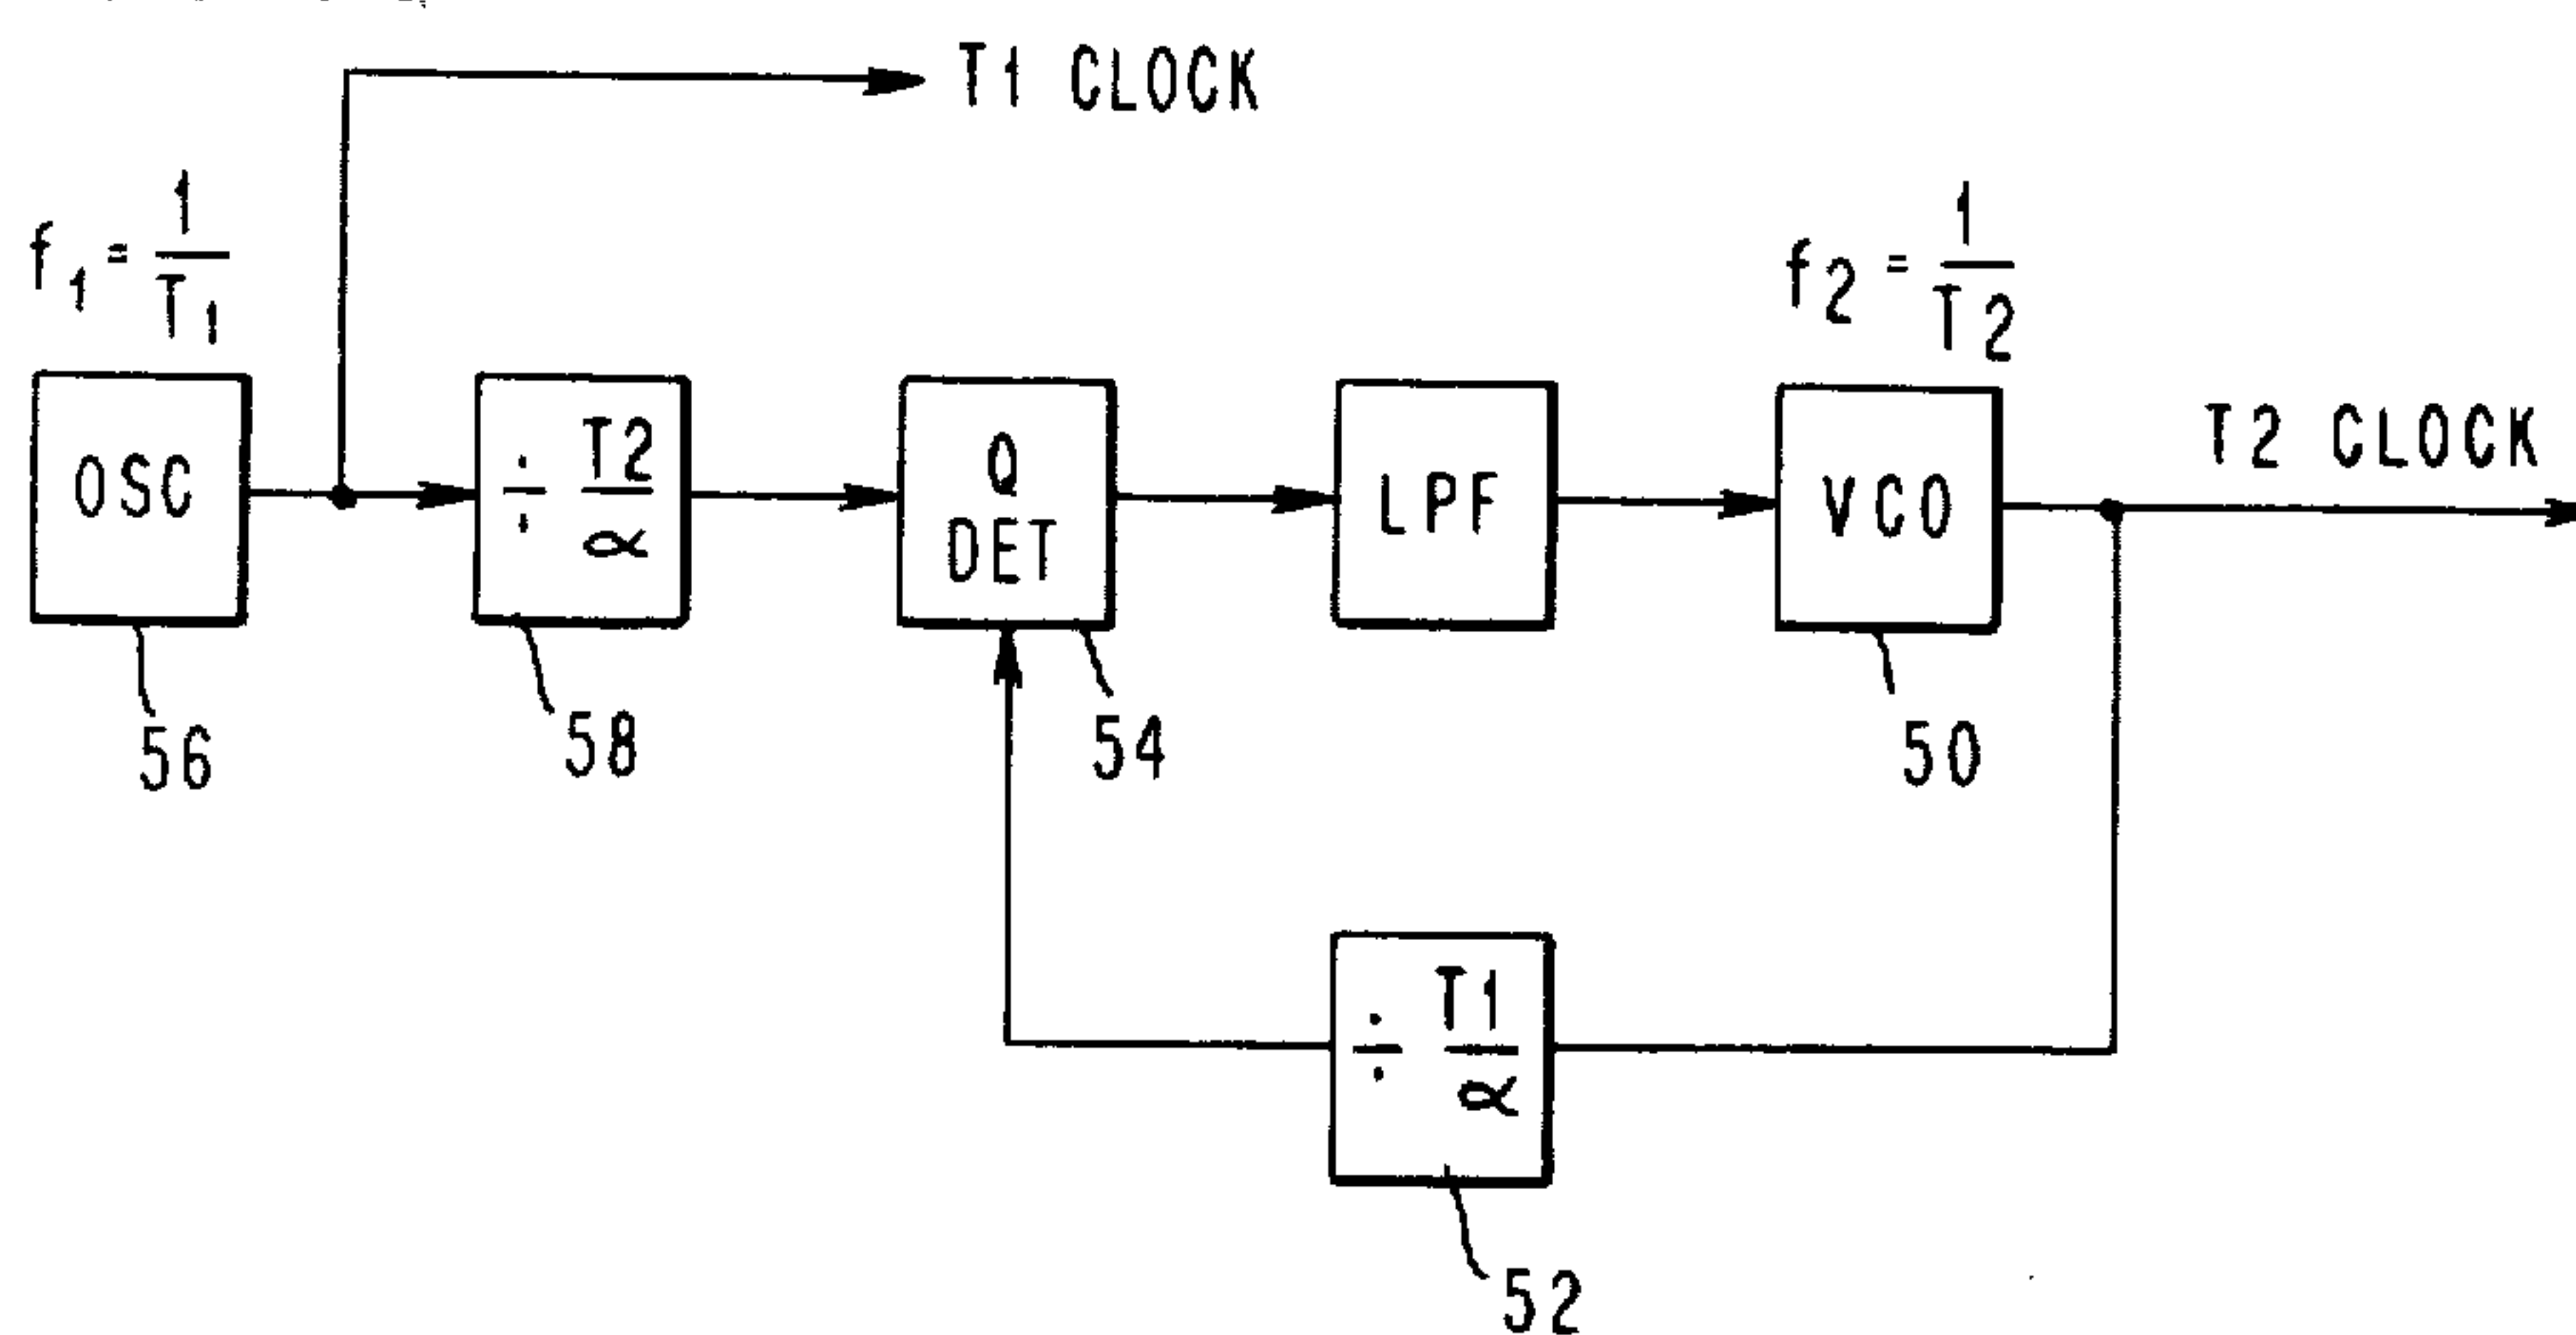 T1 CLOCK
f1 = 1/T1
f2 = 1/T2
OSC
÷ T2/α
Q
DET
LPF
VCO
T2 CLOCK
56
58
54
50
÷ T1/α
52